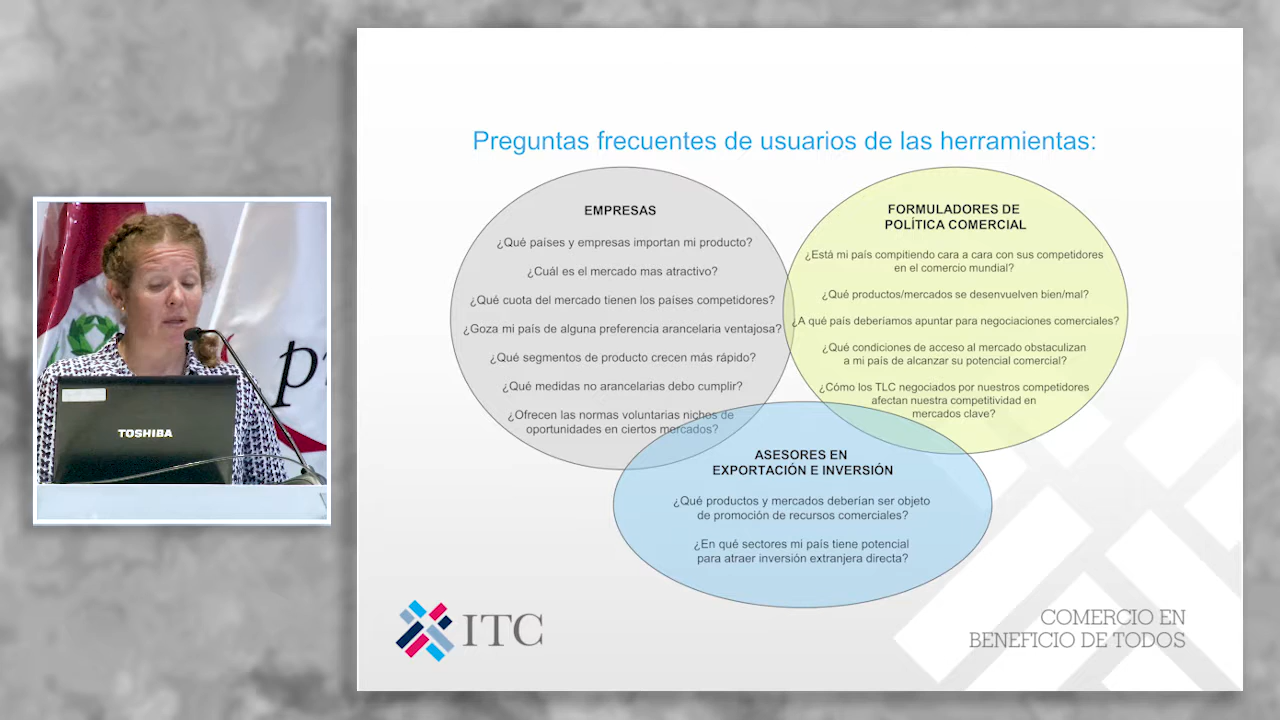 Preguntas frecuentes de usuarios de las herramientas:
EMPRESAS
¿Qué países y empresas importan mi producto?
¿Cuál es el mercado mas atractivo?
¿Qué cuota del mercado tienen los países competidores?
¿Goza mi país de alguna preferencia arancelaria ventajosa?
¿Qué segmentos de producto crecen más rápido?
¿Qué medidas no arancelarias debo cumplir?
¿Ofrecen las normas voluntarias nichos de
oportunidades en ciertos mercados?
FORMULADORES DE
POLÍTICA COMERCIAL
¿Está mi país compitiendo cara a cara con sus competidores
en el comercio mundial?
¿Qué productos/mercados se desenvuelven bien/mal?
¿A qué país deberíamos apuntar para negociaciones comerciales?
¿Qué condiciones de acceso al mercado obstaculizan
a mi país de alcanzar su potencial comercial?
¿Cómo los TLC negociados por nuestros competidores
afectan nuestra competitividad en
mercados clave?
ASESORES EN
EXPORTACIÓN E INVERSIÓN
¿Qué productos y mercados deberían ser objeto
de promoción de recursos comerciales?
¿En qué sectores mi país tiene potencial
para atraer inversión extranjera directa?
ITC
COMERCIO EN
BENEFICIO DE TODOS
TOSHIBA